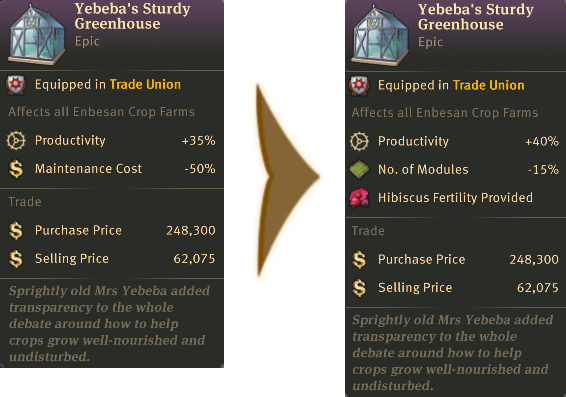 Yebeba's Sturdy
Greenhouse
Epic
Equipped in Trade Union
Affects all Enbesan Crop Farms
Productivity +35%
Maintenance Cost -50%
Trade
Purchase Price 248,300
Selling Price 62,075
Sprightly old Mrs Yebeba added
transparency to the whole
debate around how to help
crops grow well-nourished and
undisturbed.
Yebeba's Sturdy
Greenhouse
Epic
Equipped in Trade Union
Affects all Enbesan Crop Farms
Productivity +40%
No. of Modules -15%
Hibiscus Fertility Provided
Trade
Purchase Price 248,300
Selling Price 62,075
Sprightly old Mrs Yebeba added
transparency to the whole
debate around how to help
crops grow well-nourished and
undisturbed.